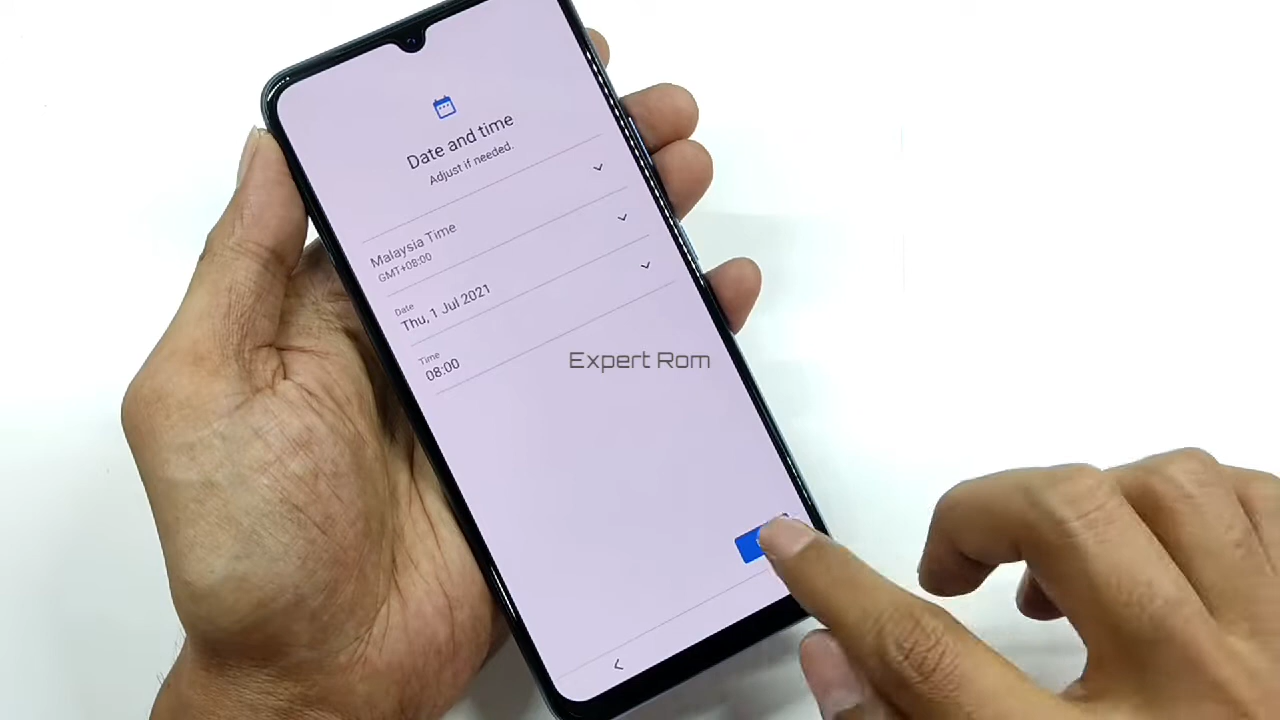 Date and time
Adjust if needed.
Malaysia Time
GMT+08:00
Date
Thu, 1 Jul 2021
Time
08:00
Expert Rom